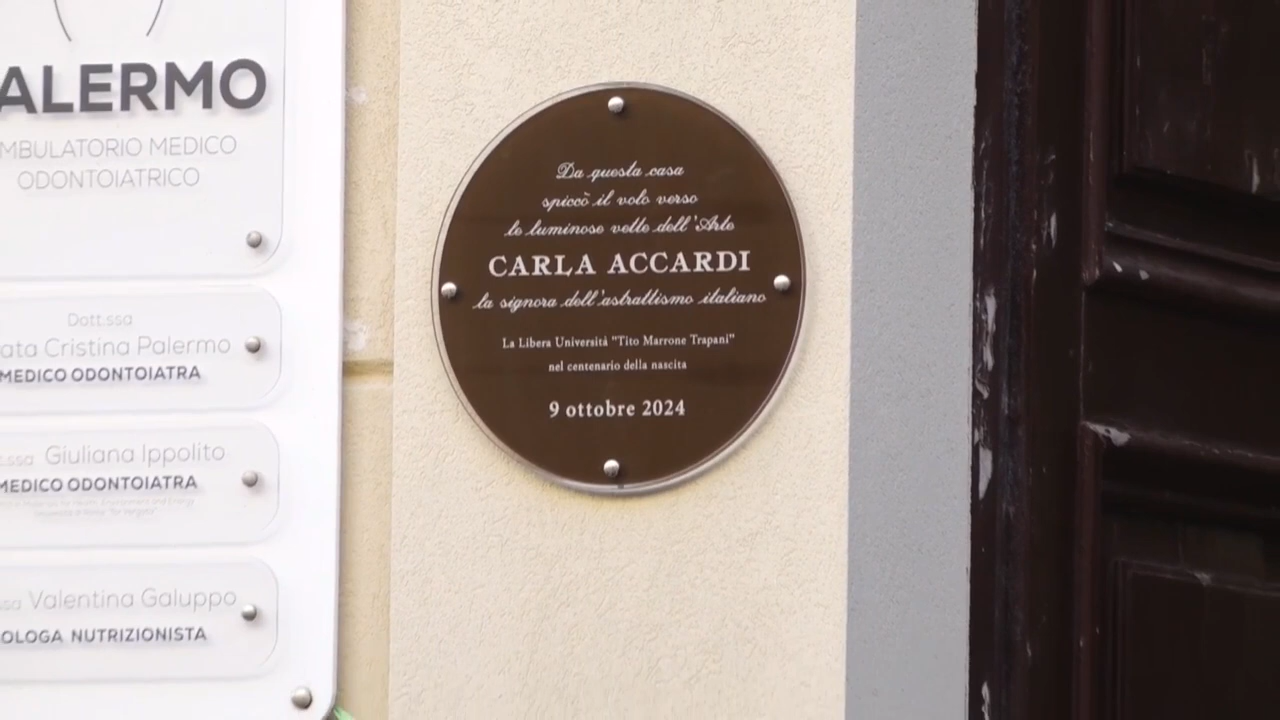 ALERMO
MBULATORIO MEDICO
ODONTOIATRICO
Dott.ssa
ata Cristina Palermo
MEDICO ODONTOIATRA
.ssa Giuliana Ippolito
MEDICO ODONTOIATRA
ssa Valentina Galuppo
OLOGA NUTRIZIONISTA
Da questa casa
spiccò il volo verso
le luminose vette dell'Arte
CARLA ACCARDI
la signora dell'astrattismo italiano
La Libera Università "Tito Marrone Trapani"
nel centenario della nascita
9 ottobre 2024